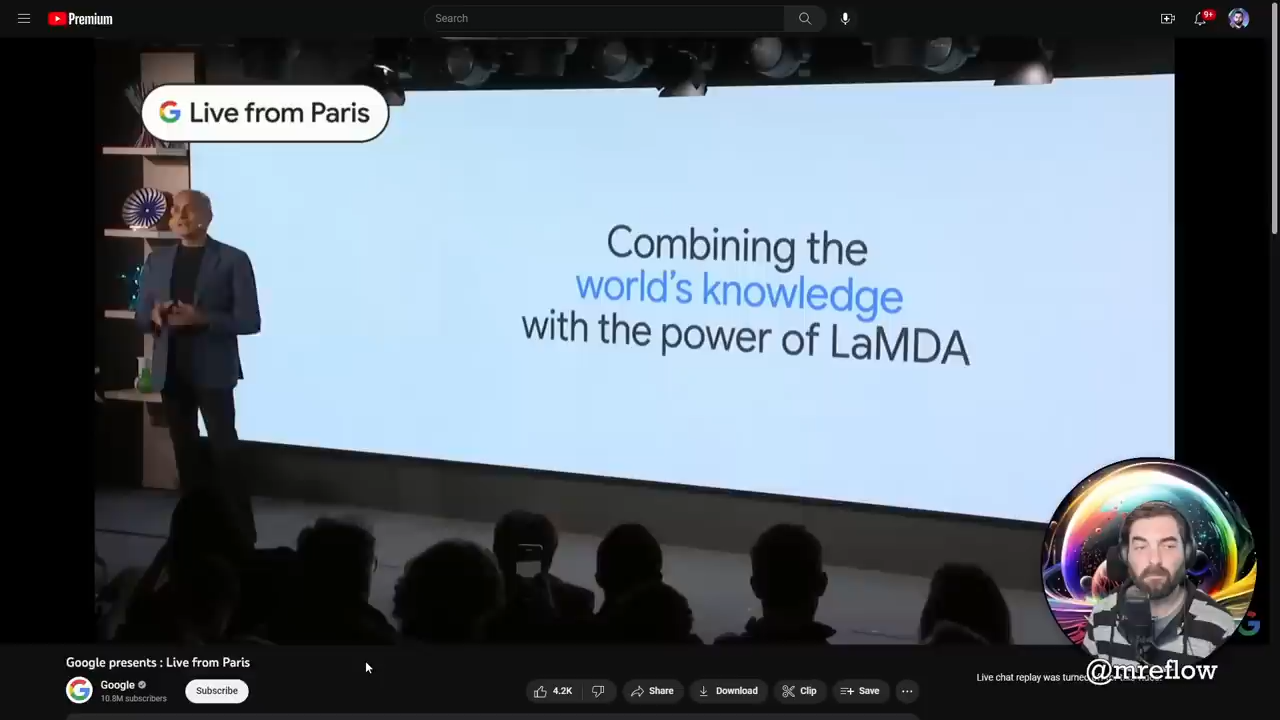 Premium
Search
9+
Live from Paris
Combining the
world's knowledge
with the power of LaMDA
Google presents : Live from Paris
Google
10.8M subscribers
Subscribe
4.2K
Share
Download
Clip
Save
Live chat replay was turned
@mreflow